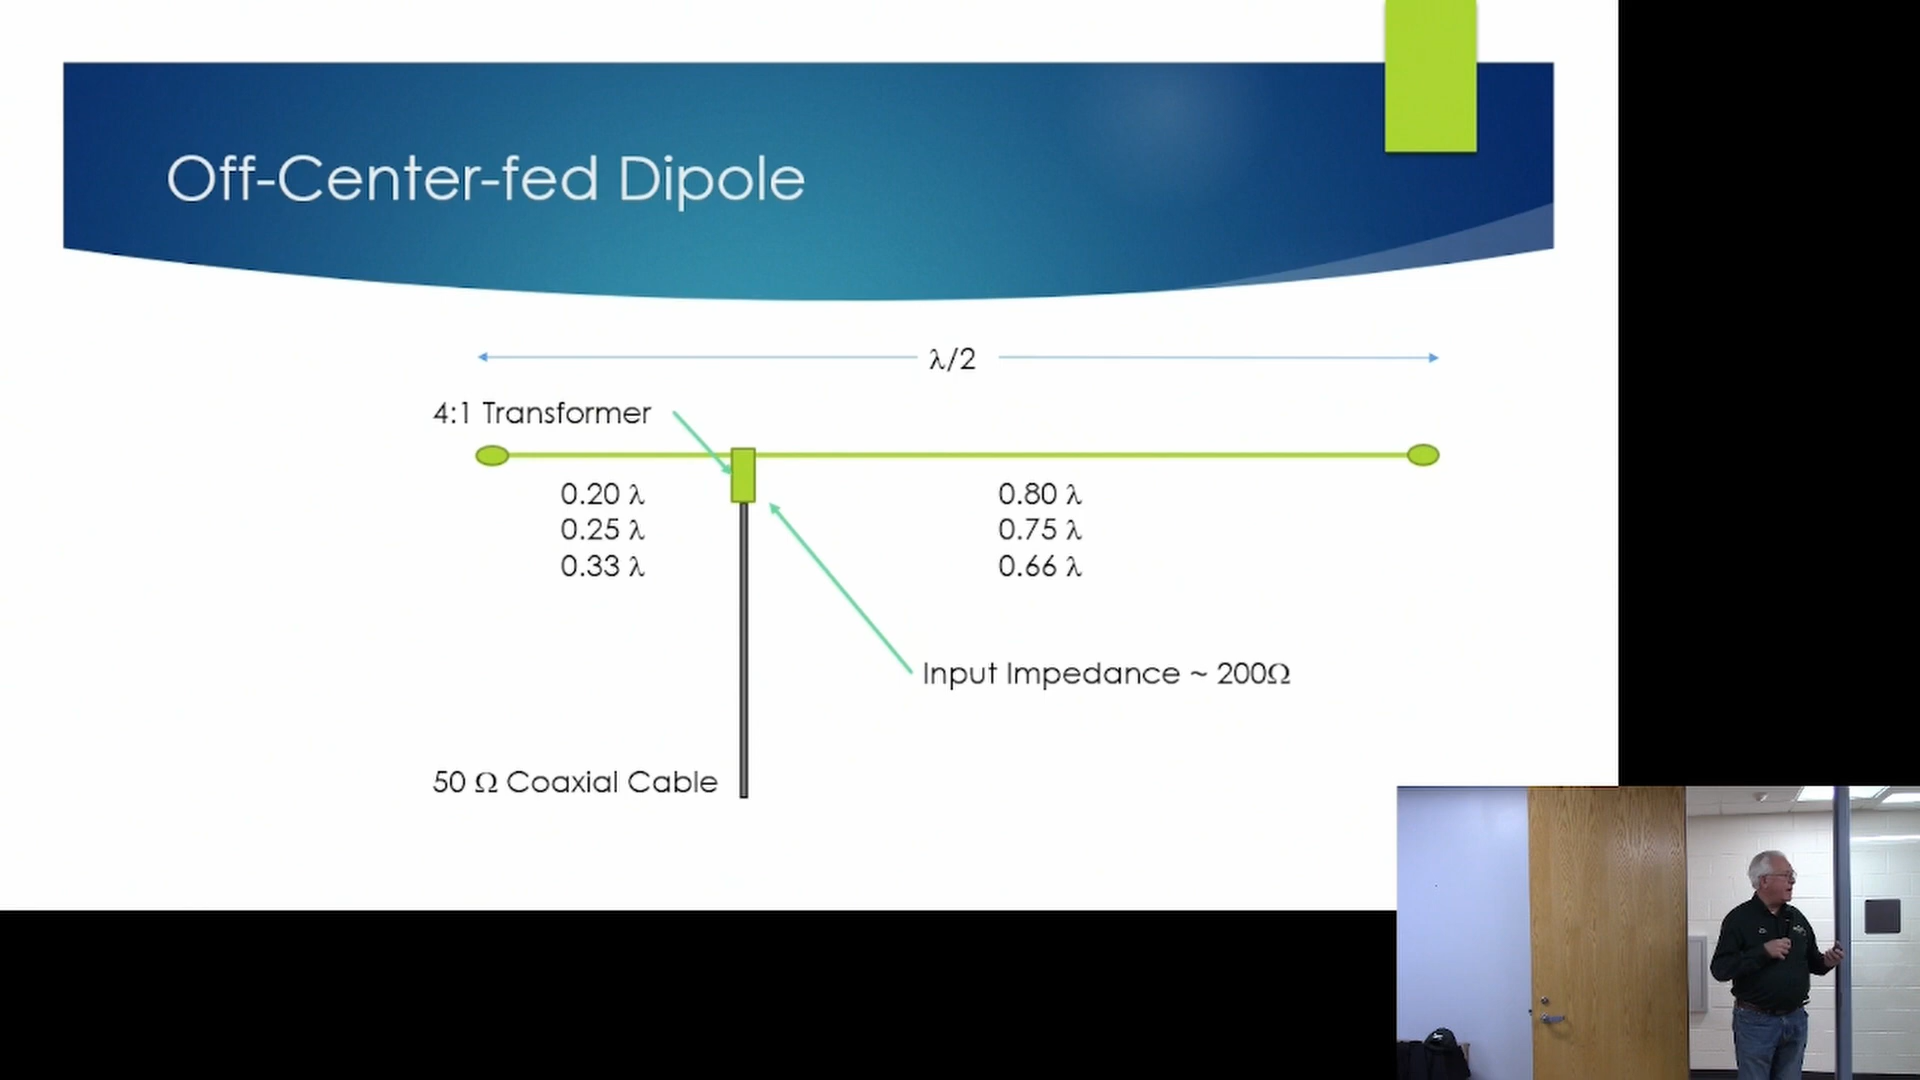 Off-Center-fed Dipole
λ/2
4:1 Transformer
0.20 λ
0.80 λ
0.25 λ
0.75 λ
0.33 λ
0.66 λ
Input Impedance ~ 200Ω
50 Ω Coaxial Cable